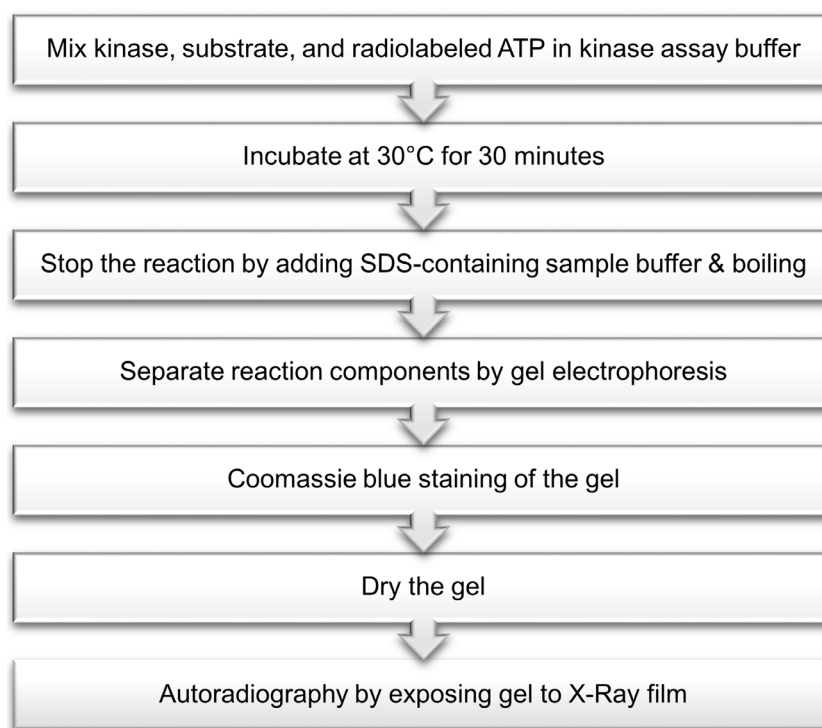 Mix kinase, substrate, and radiolabeled ATP in kinase assay buffer
Incubate at 30°C for 30 minutes
Stop the reaction by adding SDS-containing sample buffer & boiling
Separate reaction components by gel electrophoresis
Coomassie blue staining of the gel
Dry the gel
Autoradiography by exposing gel to X-Ray film